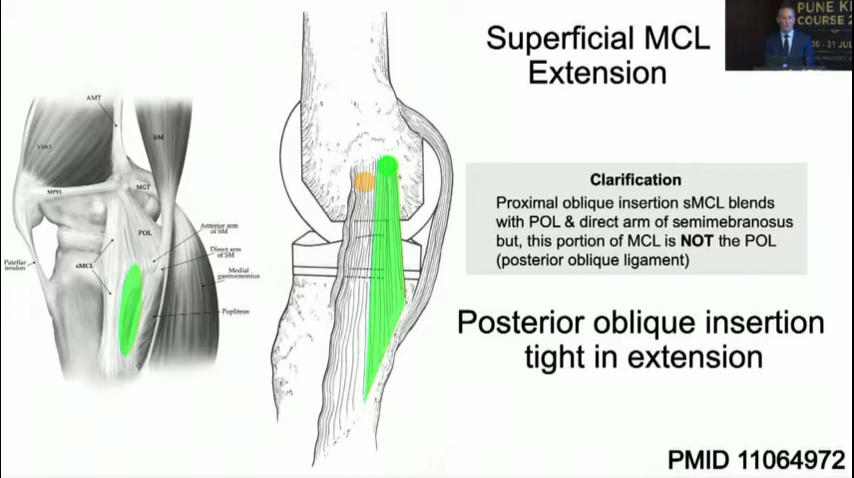 Superficial MCL
Extension
PUNE K
COURSE 2
30 - 31 JUL
AMT
VMO
SM
MPFL
MGT
POL
sMCL
Patellar
tendon
Anterior arm
of SM
Direct arm
of SM
Medial
gastrocnemius
Popliteus
Clarification
Proximal oblique insertion sMCL blends
with POL & direct arm of semimebranosus
but, this portion of MCL is NOT the POL
(posterior oblique ligament)
Posterior oblique insertion
tight in extension
PMID 11064972